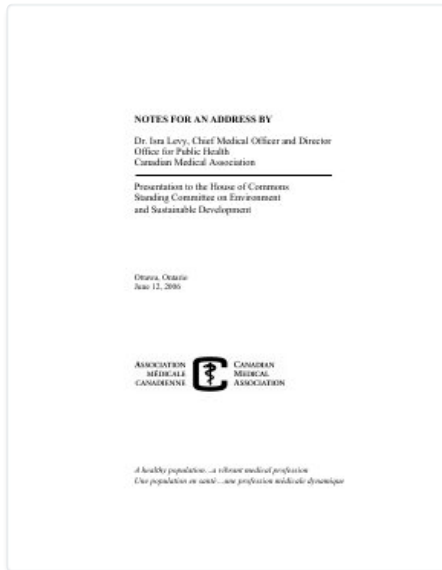 NOTES FOR AN ADDRESS BY
Dr. Isra Levy, Chief Medical Officer and Director
Office for Public Health
Canadian Medical Association
Presentation to the House of Commons
Standing Committee on Environment
and Sustainable Development
Ottawa, Ontario
June 12, 2006
ASSOCIATION
MÉDICALE
CANADIENNE
CANADIAN
MEDICAL
ASSOCIATION
A healthy population...a vibrant medical profession
Une population en santé...une profession médicale dynamique